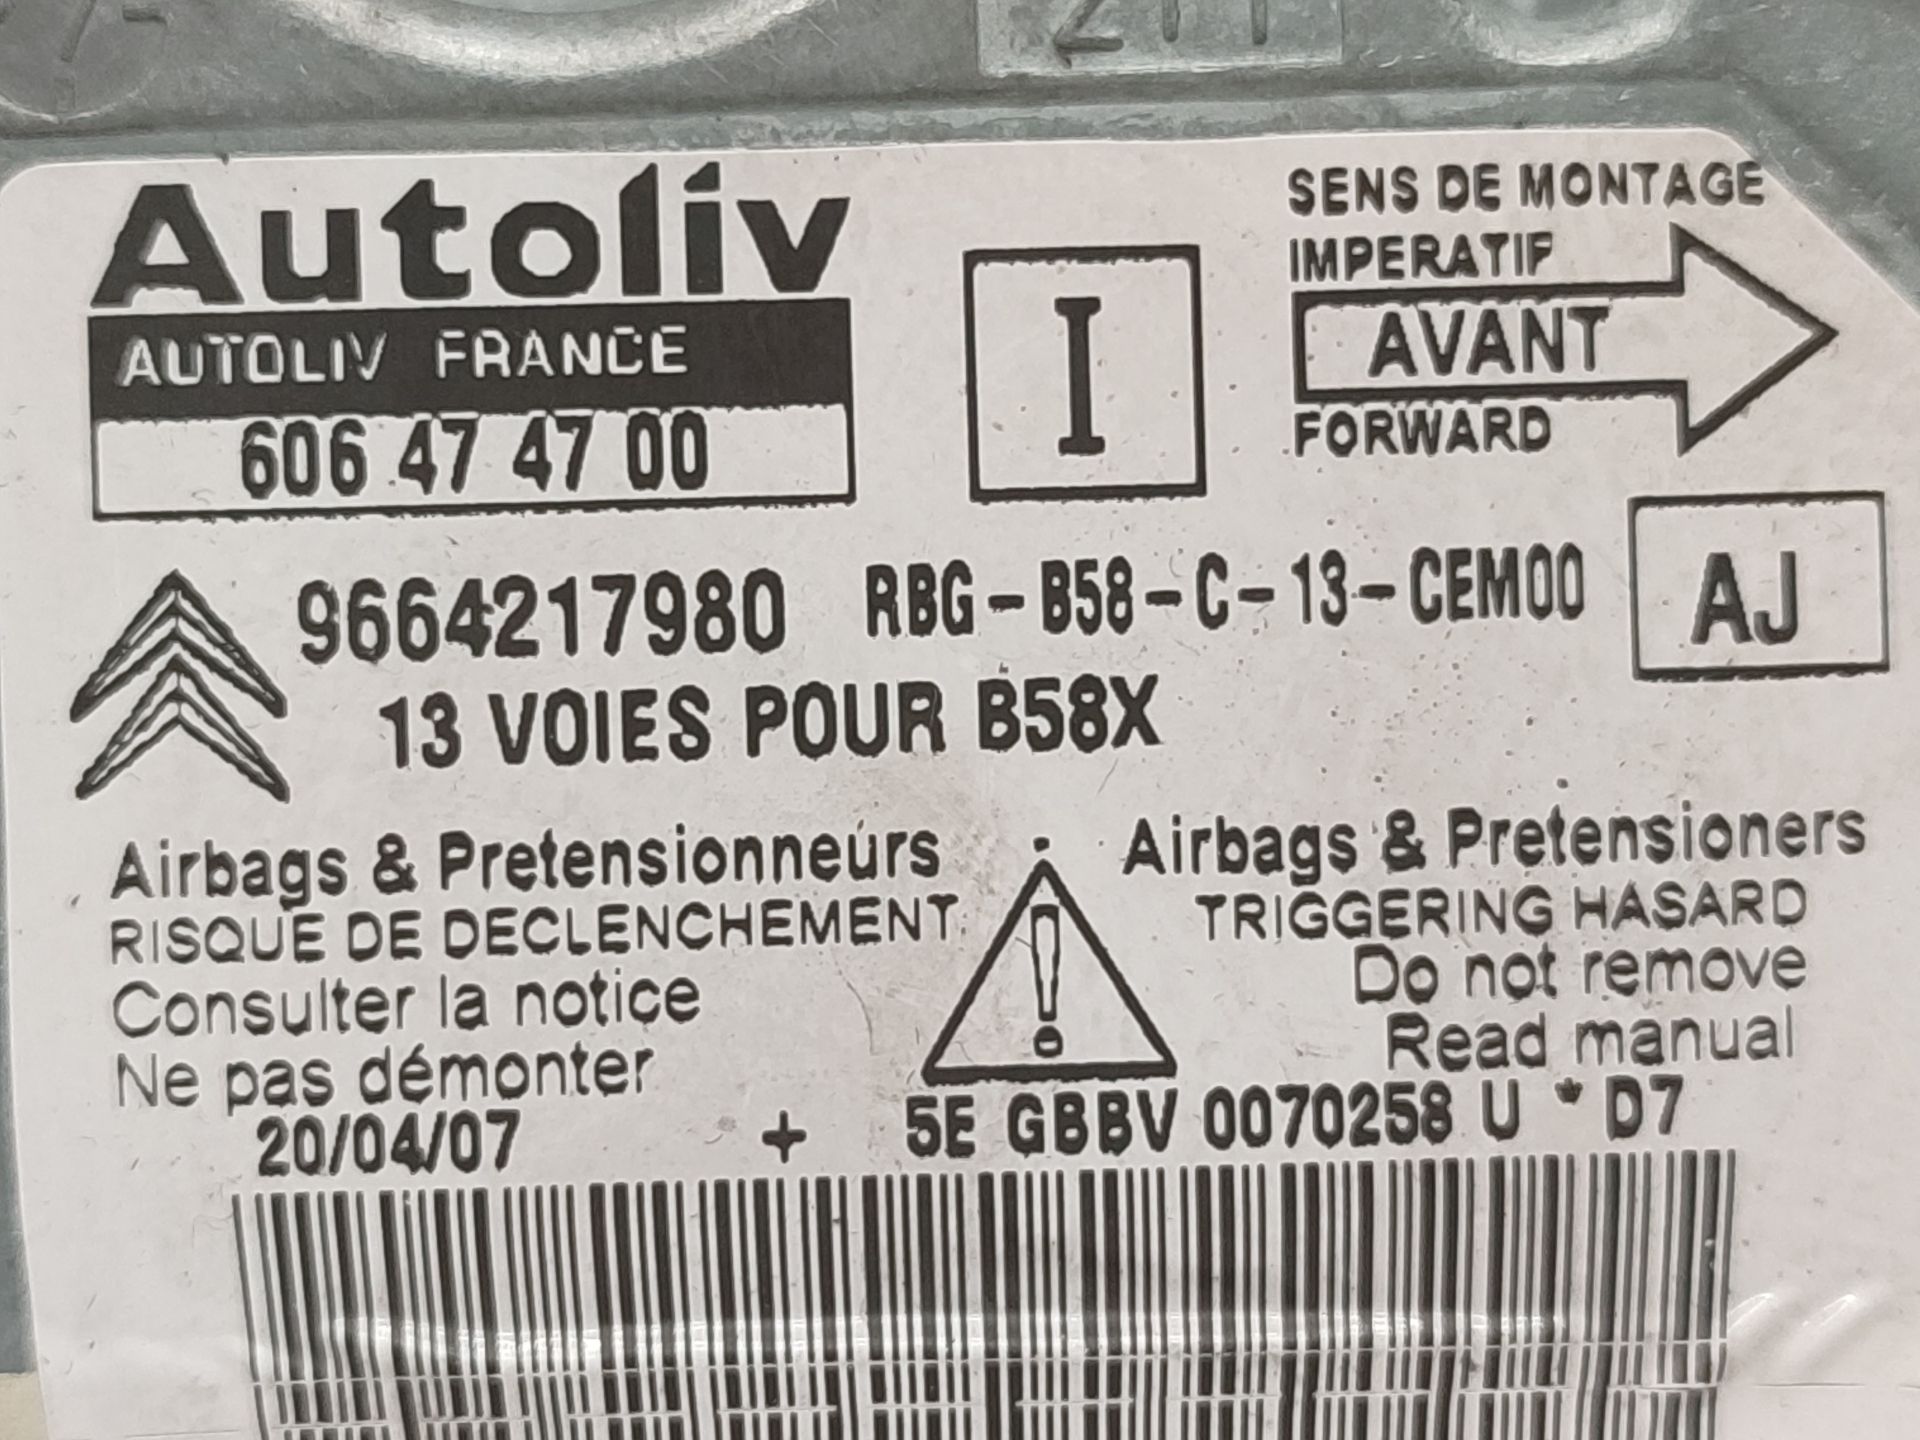 Autoliv
AUTOLIV FRANCE
606 47 47 00
I
SENS DE MONTAGE
IMPERATIF
AVANT
FORWARD
9664217980 RBG-B58-C-13-CEM00
AJ
13 VOIES POUR B58X
Airbags & Pretensionneurs
RISQUE DE DECLENCHEMENT
Consulter la notice
Ne pas démonter
Airbags & Pretensioners
TRIGGERING HASARD
Do not remove
Read manual
20/04/07 + 5E GBBV 0070258 U * D7